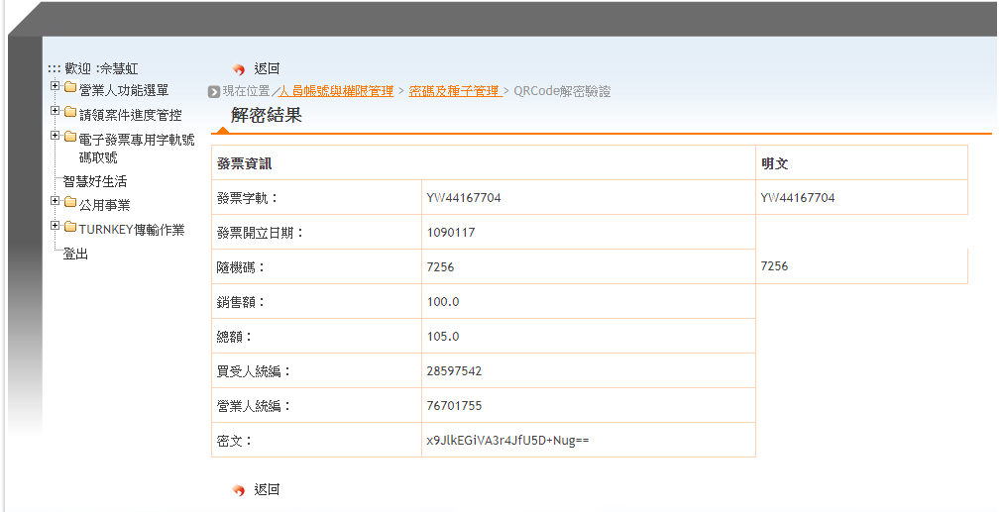 ::: 歡迎 :佘慧虹
營業人功能選單
請領案件進度管控
電子發票專用字軌號
碼取號
智慧好生活
公用事業
TURNKEY傳輸作業
登出
返回
現在位置／人員帳號與權限管理 > 密碼及種子管理 > QRCode解密驗證
解密結果
發票資訊 明文
發票字軌： YW44167704 YW44167704
發票開立日期： 1090117
隨機碼： 7256 7256
銷售額： 100.0
總額： 105.0
買受人統編： 28597542
營業人統編： 76701755
密文： x9JlkEGiVA3r4JfU5D+Nug==
返回